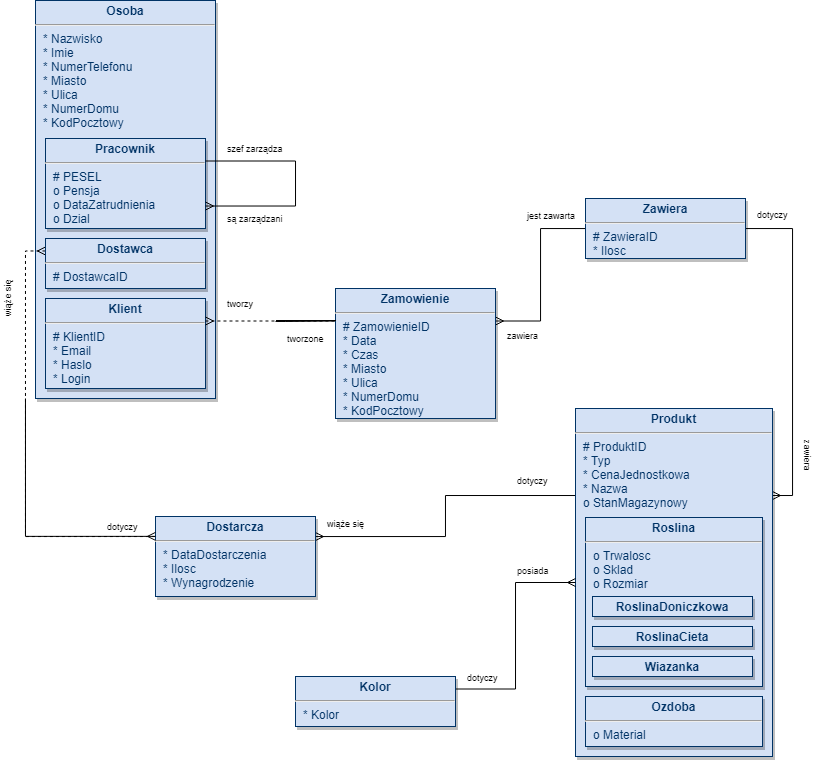 Osoba
* Nazwisko
* Imie
* NumerTelefonu
* Miasto
* Ulica
* NumerDomu
* KodPocztowy
Pracownik
# PESEL
o Pensja
o DataZatrudnienia
o Dzial
szef zarządza
są zarządzani
Dostawca
# DostawcaID
wiąże się
Klient
# KlientID
* Email
* Haslo
* Login
tworzy
tworzone
Zamowienie
# ZamowienieID
* Data
* Czas
* Miasto
* Ulica
* NumerDomu
* KodPocztowy
jest zawarta
zawiera
Zawiera
# ZawieraID
* Ilosc
dotyczy
zawiera
Produkt
# ProduktID
* Typ
* CenaJednostkowa
* Nazwa
o StanMagazynowy
Roslina
o Trwalosc
o Sklad
o Rozmiar
RoslinaDoniczkowa
RoslinaCieta
Wiazanka
Ozdoba
o Material
dotyczy
wiąże się
dotyczy
Dostarcza
* DataDostarczenia
* Ilosc
* Wynagrodzenie
posiada
dotyczy
Kolor
* Kolor